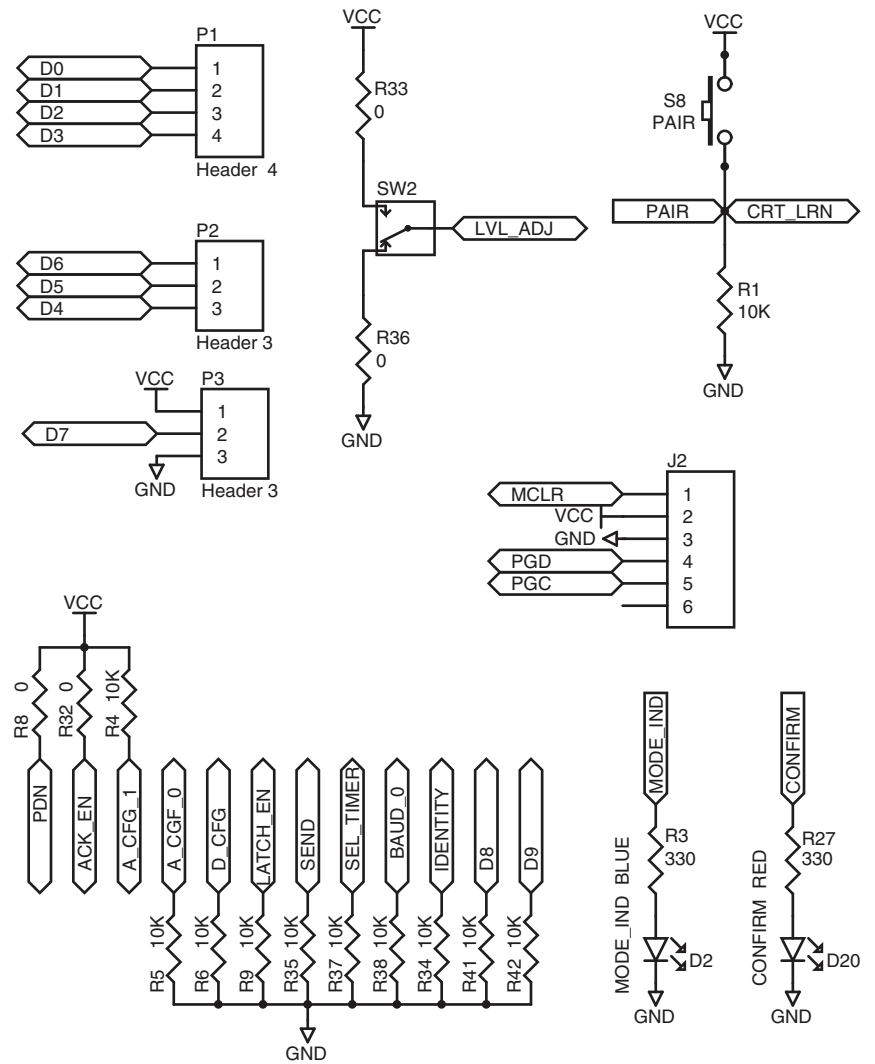 P1
D0
D1
D2
D3
1
2
3
4
Header 4
P2
D6
D5
D4
1
2
3
Header 3
VCC
P3
D7
1
2
3
GND
Header 3
VCC
R33
0
SW2
LVL_ADJ
R36
0
GND
VCC
S8
PAIR
PAIR
CRT_LRN
R1
10K
GND
J2
MCLR
VCC
GND
PGD
PGC
1
2
3
4
5
6
VCC
R8 0
R32 0
R4 10K
PDN
ACK_EN
A_CFG_1
A_CGF_0
D_CFG
LATCH_EN
SEND
SEL_TIMER
BAUD_0
IDENTITY
D8
D9
R5 10K
R6 10K
R9 10K
R35 10K
R37 10K
R38 10K
R34 10K
R41 10K
R42 10K
GND
MODE_IND
R3
330
MODE_IND BLUE
D2
GND
CONFIRM
R27
330
CONFIRM RED
D20
GND